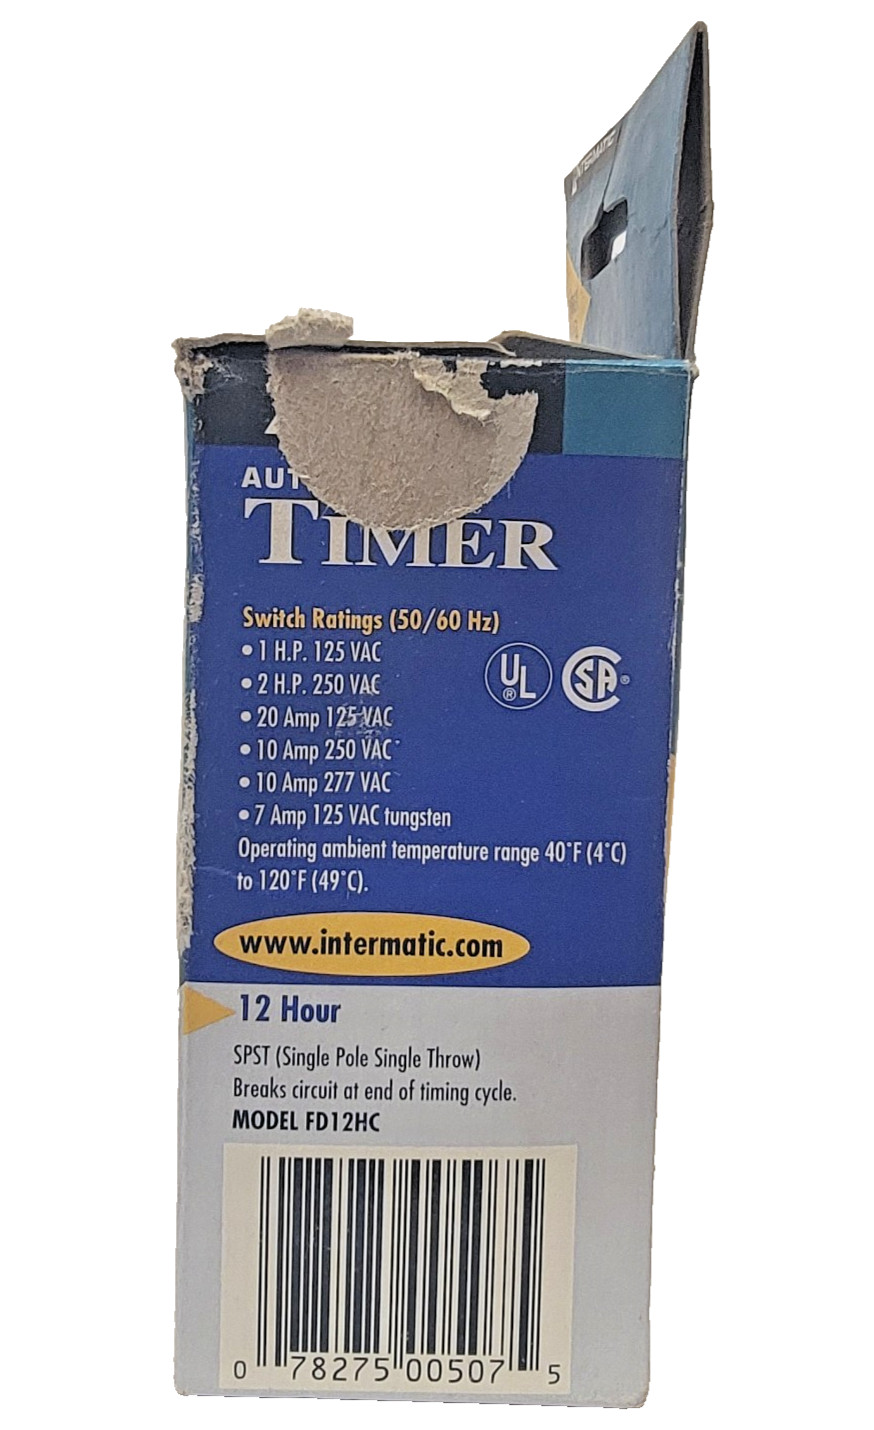 INTERMATIC
TIMER
Switch Ratings (50/60 Hz)
• 1 H.P. 125 VAC
• 2 H.P. 250 VAC
• 20 Amp 125 VAC
• 10 Amp 250 VAC
• 10 Amp 277 VAC
• 7 Amp 125 VAC tungsten
UL ®
SA ®
Operating ambient temperature range 40°F (4°C)
to 120°F (49°C).
www.intermatic.com
12 Hour
SPST (Single Pole Single Throw)
Breaks circuit at end of timing cycle.
MODEL FD12HC
0 78275 00507 5